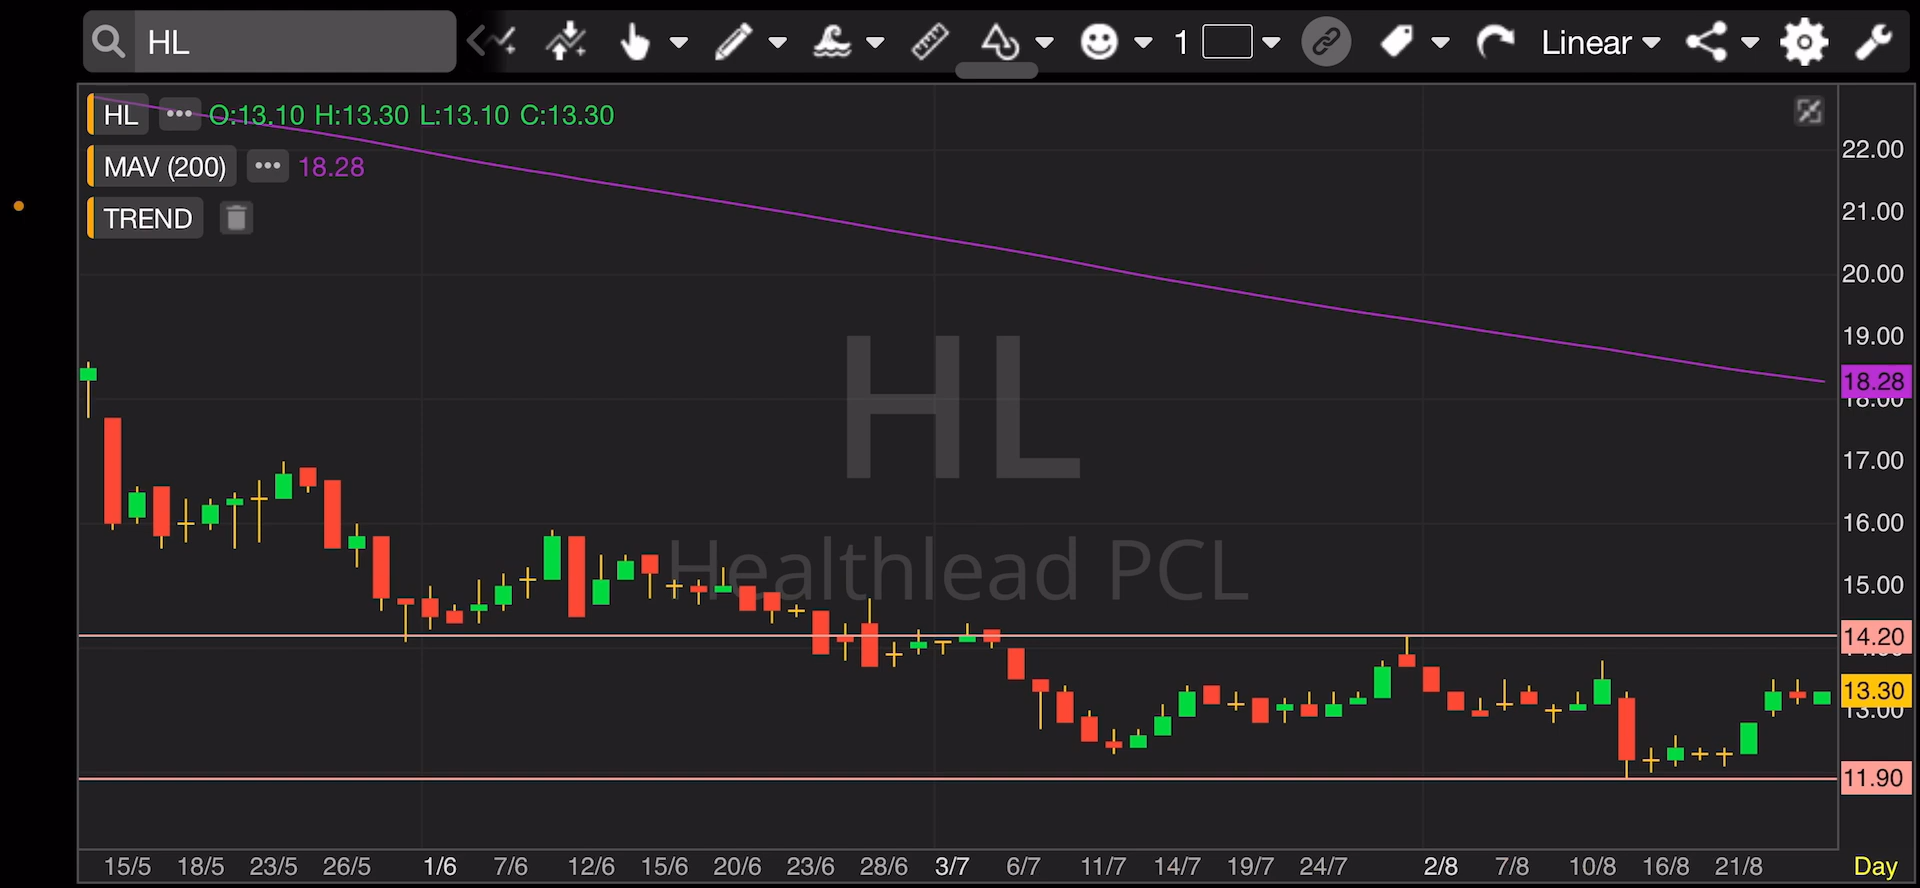 HL
1
Linear
HL ••• O:13.10 H:13.30 L:13.10 C:13.30
MAV (200) ••• 18.28
TREND
HL
Healthlead PCL
22.00
21.00
20.00
19.00
18.28
18.00
17.00
16.00
15.00
14.20
14.00
13.30
13.00
11.90
15/5 18/5 23/5 26/5 1/6 7/6 12/6 15/6 20/6 23/6 28/6 3/7 6/7 11/7 14/7 19/7 24/7 2/8 7/8 10/8 16/8 21/8 Day